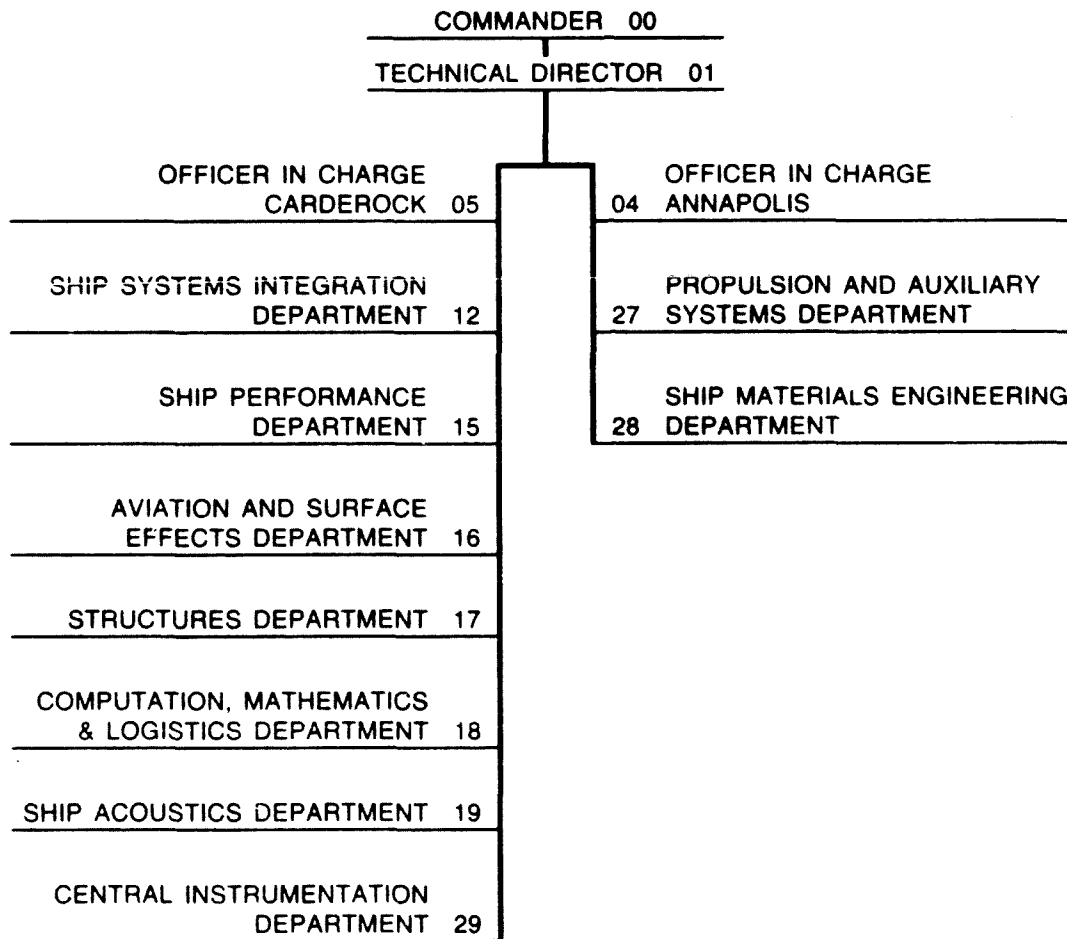 COMMANDER 00
TECHNICAL DIRECTOR 01
OFFICER IN CHARGE
CARDEROCK 05
SHIP SYSTEMS INTEGRATION
DEPARTMENT 12
SHIP PERFORMANCE
DEPARTMENT 15
AVIATION AND SURFACE
EFFECTS DEPARTMENT 16
STRUCTURES DEPARTMENT 17
COMPUTATION, MATHEMATICS
& LOGISTICS DEPARTMENT 18
SHIP ACOUSTICS DEPARTMENT 19
CENTRAL INSTRUMENTATION
DEPARTMENT 29
OFFICER IN CHARGE
04 ANNAPOLIS
PROPULSION AND AUXILIARY
27 SYSTEMS DEPARTMENT
SHIP MATERIALS ENGINEERING
28 DEPARTMENT